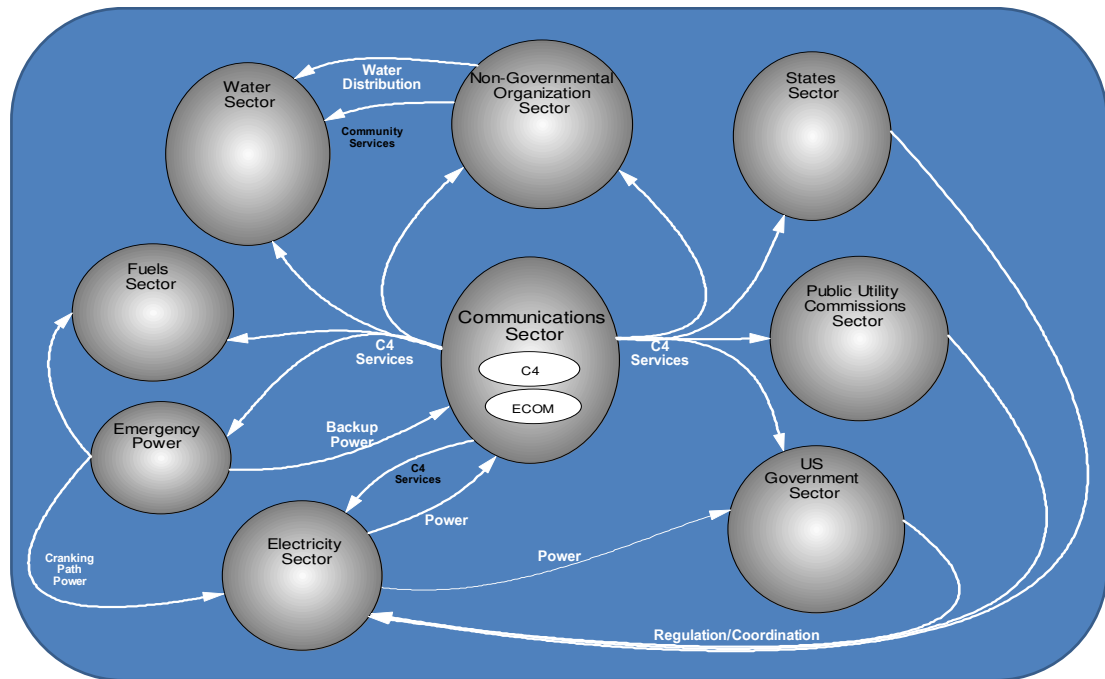 Water
Sector
Water
Distribution
Community
Services
Non-Governmental
Organization
Sector
States
Sector
Fuels
Sector
C4
Services
Communications
Sector
C4
ECOM
C4
Services
Public Utility
Commissions
Sector
Emergency
Power
Backup
Power
C4
Services
Power
US
Government
Sector
Cranking
Path
Power
Electricity
Sector
Power
Regulation/Coordination